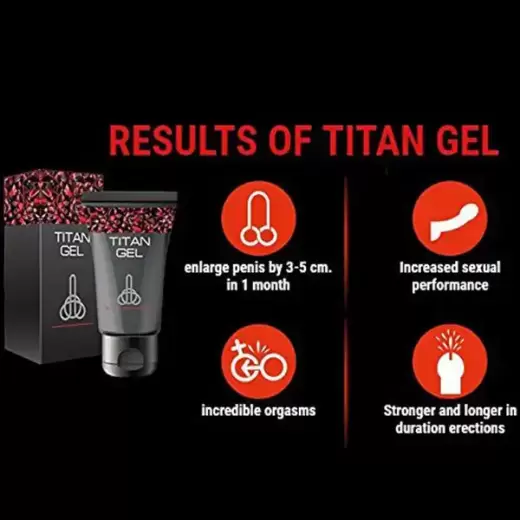 RESULTS OF TITAN GEL
TITAN
GEL
TITAN
GEL
enlarge penis by 3-5 cm.
in 1 month
Increased sexual
performance
incredible orgasms
Stronger and longer in
duration erections